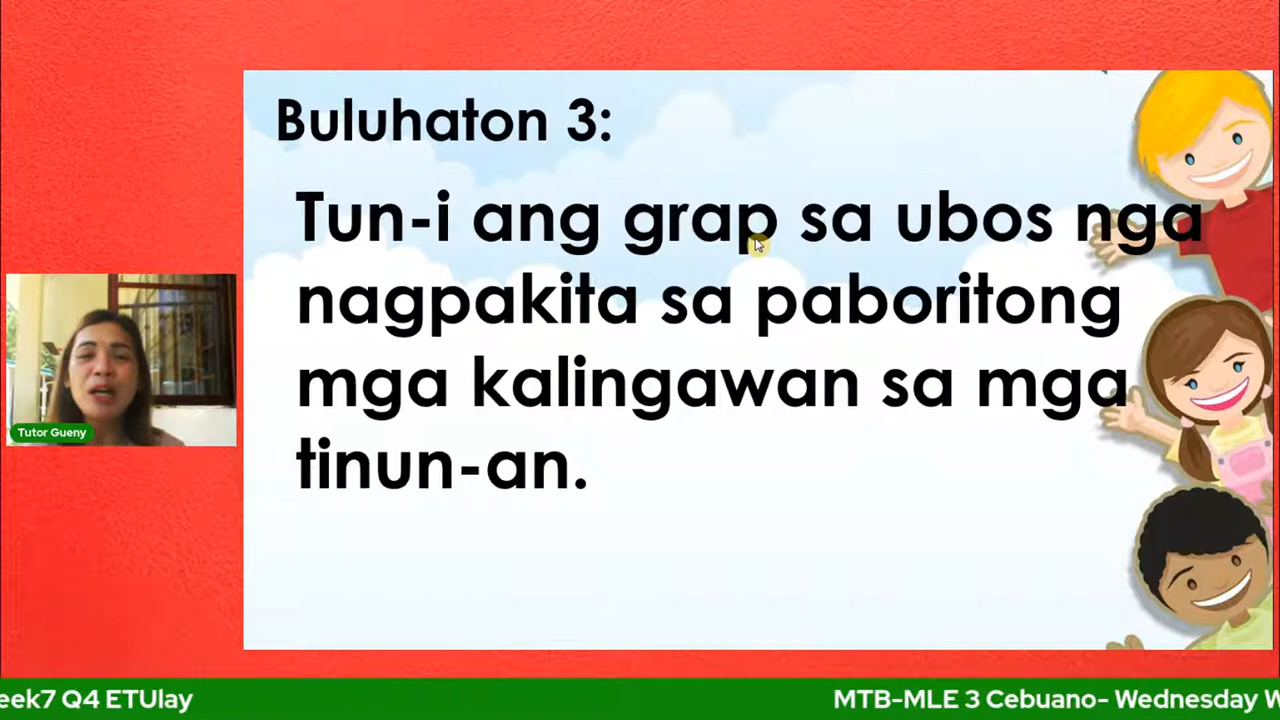 Buluhaton 3:
Tun-i ang grap sa ubos nga
nagpakita sa paboritong
mga kalingawan sa mga
tinun-an.
Tutor Gueny
eek7 Q4 ETUlay
MTB-MLE 3 Cebuano- Wednesday W